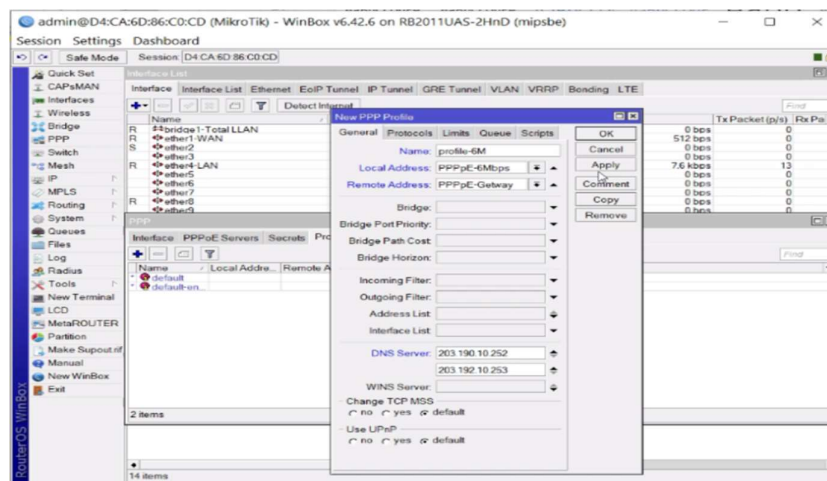 admin@D4:CA:6D:86:C0:CD (MikroTik) - WinBox v6.42.6 on RB2011UAS-2HnD (mipsbe)
Session Settings Dashboard
Safe Mode Session: D4:CA:6D:86:C0:CD
Quick Set
CAPsMAN
Interfaces
Wireless
Bridge
PPP
Switch
Mesh
IP
MPLS
Routing
System
Queues
Files
Log
Radius
Tools
New Terminal
LCD
MetaROUTER
Partition
Make Supout.rif
Manual
New WinBox
Exit
RouterOS WinBox
Interface List
Interface Interface List Ethernet EoIP Tunnel IP Tunnel GRE Tunnel VLAN VRRP Bonding LTE
Detect Internet
Find
Name Tx Packet (p/s) Rx Pa
R bridge1-Total LLAN 0 bps 0
R ether1-WAN 512 bps 0
S ether2 0 bps 0
ether3 0 bps 0
R ether4-LAN 7.6 kbps 13
ether5 0 bps 0
ether6 0 bps 0
ether7 0 bps 0
R ether8 0 bps 0
ether9 0 bps 0
14 items
PPP
Interface PPPoE Servers Secrets Pro
Find
Name Local Addre... Remote A
* default
* default-en...
2 items
New PPP Profile
General Protocols Limits Queue Scripts
Name: profile-6M
Local Address: PPPpE-6Mbps
Remote Address: PPPpE-Getway
Bridge:
Bridge Port Priority:
Bridge Path Cost:
Bridge Horizon:
Incoming Filter:
Outgoing Filter:
Address List:
Interface List:
DNS Server: 203.190.10.252
203.192.10.253
WINS Server:
Change TCP MSS
no yes default
Use UPnP
no yes default
OK
Cancel
Apply
Comment
Copy
Remove